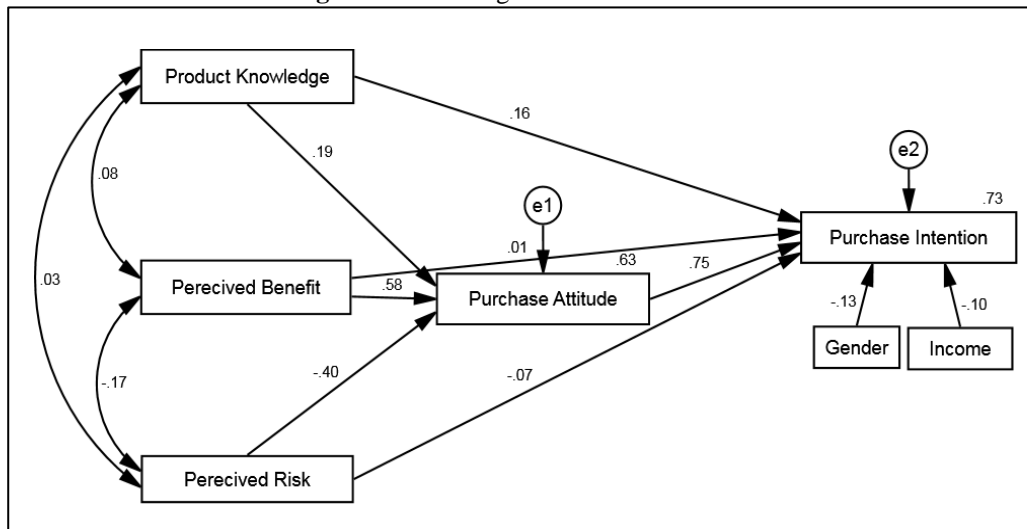 Product Knowledge
.16
.19
e2
.08
e1
.73
Purchase Intention
.01
.63
.75
.03
Perecived Benefit
.58
Purchase Attitude
-.13
-.10
Gender
Income
-.17
-.40
-.07
Perecived Risk